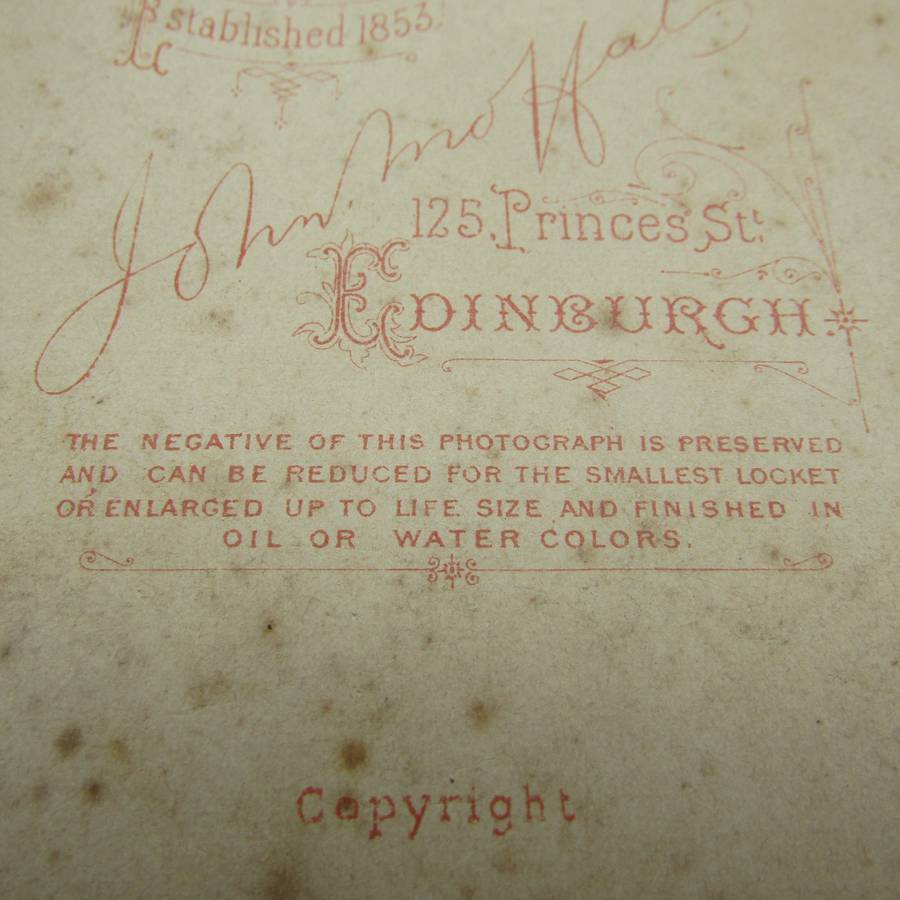 Established 1853.
John Moffat
125, Princes St.
EDINBURGH
THE NEGATIVE OF THIS PHOTOGRAPH IS PRESERVED
AND CAN BE REDUCED FOR THE SMALLEST LOCKET
OR ENLARGED UP TO LIFE SIZE AND FINISHED IN
OIL OR WATER COLORS.
Copyright